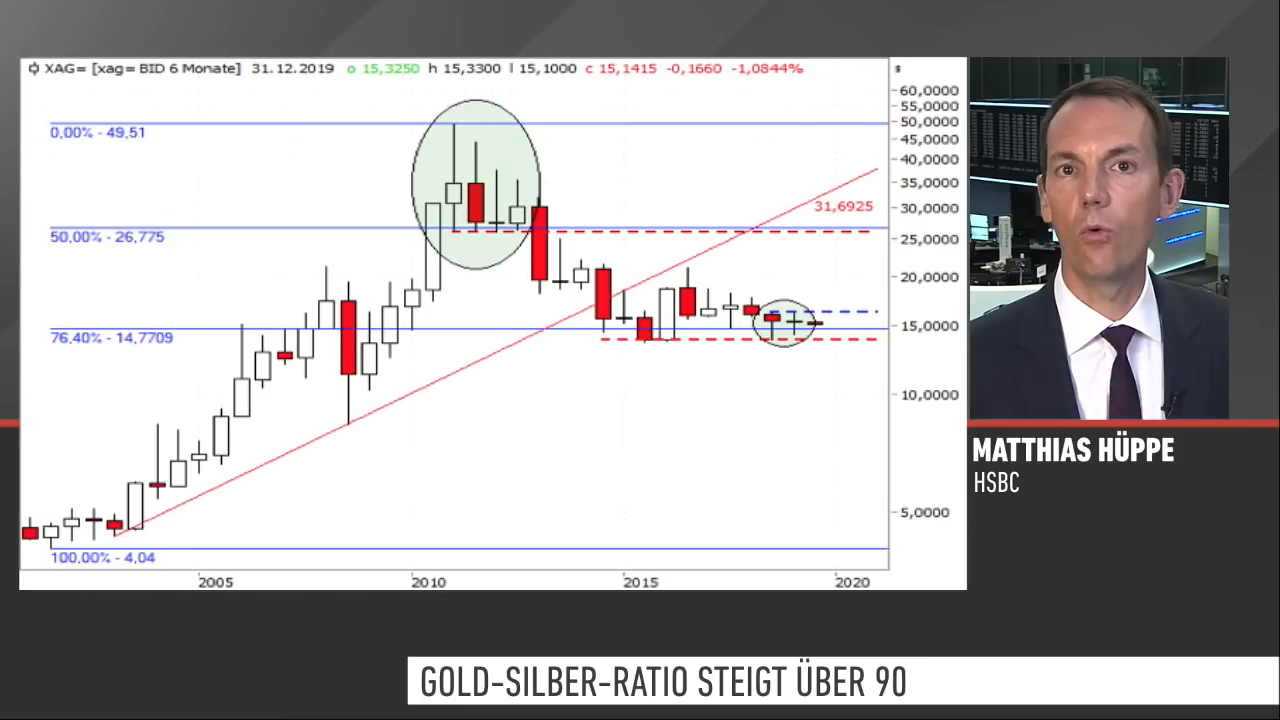 XAG= [xag= BID 6 Monate] 31.12.2019 o 15,3250 h 15,3300 l 15,1000 c 15,1415 -0,1660 -1,0844% $
60,0000
55,0000
50,0000
0,00% - 49,51
45,0000
40,0000
35,0000
31,6925
30,0000
50,00% - 26,775
25,0000
20,0000
15,0000
76,40% - 14,7709
10,0000
5,0000
100,00% - 4,04
2005 2010 2015 2020
MATTHIAS HÜPPE
HSBC
GOLD-SILBER-RATIO STEIGT ÜBER 90